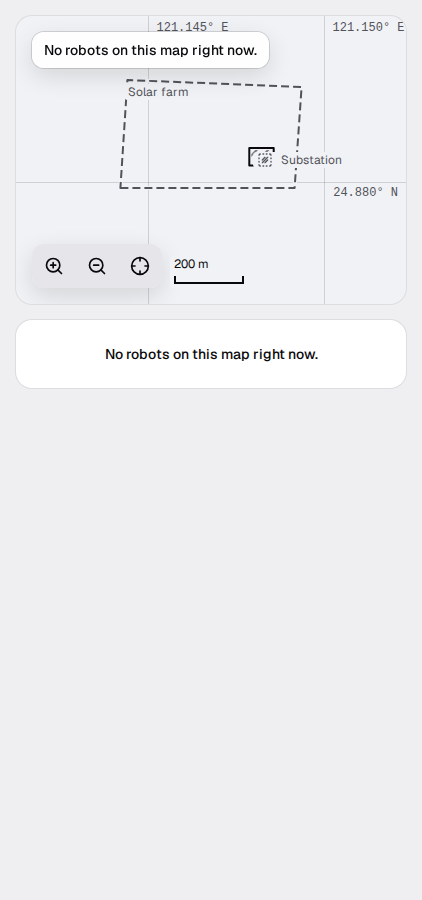 121.145° E
121.150° E
No robots on this map right now.
Solar farm
Substation
24.880° N
200 m
No robots on this map right now.